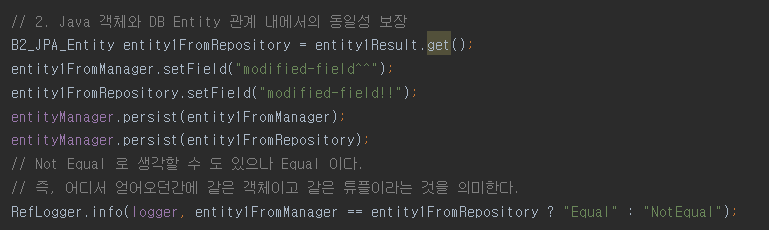 // 2. Java 객체와 DB Entity 관계 내에서의 동일성 보장
B2_JPA_Entity entity1FromRepository = entity1Result.get();
entity1FromManager.setField("modified-field^^");
entity1FromRepository.setField("modified-field!!");
entityManager.persist(entity1FromManager);
entityManager.persist(entity1FromRepository);
// Not Equal 로 생각할 수 도 있으나 Equal 이다.
// 즉, 어디서 얻어오던간에 같은 객체이고 같은 튜플이라는 것을 의미한다.
RefLogger.info(logger, entity1FromManager == entity1FromRepository ? "Equal" : "NotEqual");